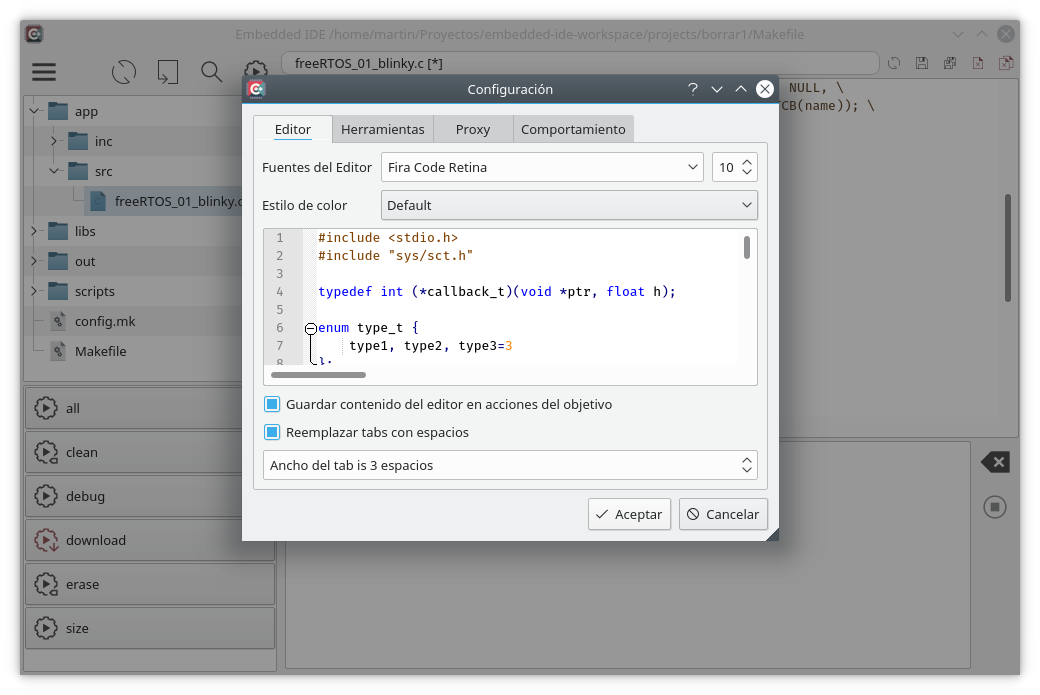 Embedded IDE /home/martin/Proyectos/embedded-ide-workspace/projects/borrar1/Makefile
freeRTOS_01_blinky.c [*]
NULL, \
CB(name)); \
app
inc
src
freeRTOS_01_blinky.c
libs
out
scripts
config.mk
Makefile
all
clean
debug
download
erase
size
Configuración
Editor
Herramientas
Proxy
Comportamiento
Fuentes del Editor
Fira Code Retina
10
Estilo de color
Default
1 #include <stdio.h>
2 #include "sys/sct.h"
3
4 typedef int (*callback_t)(void *ptr, float h);
5
6 enum type_t {
7 type1, type2, type3=3
8 };
Guardar contenido del editor en acciones del objetivo
Reemplazar tabs con espacios
Ancho del tab is 3 espacios
Aceptar
Cancelar